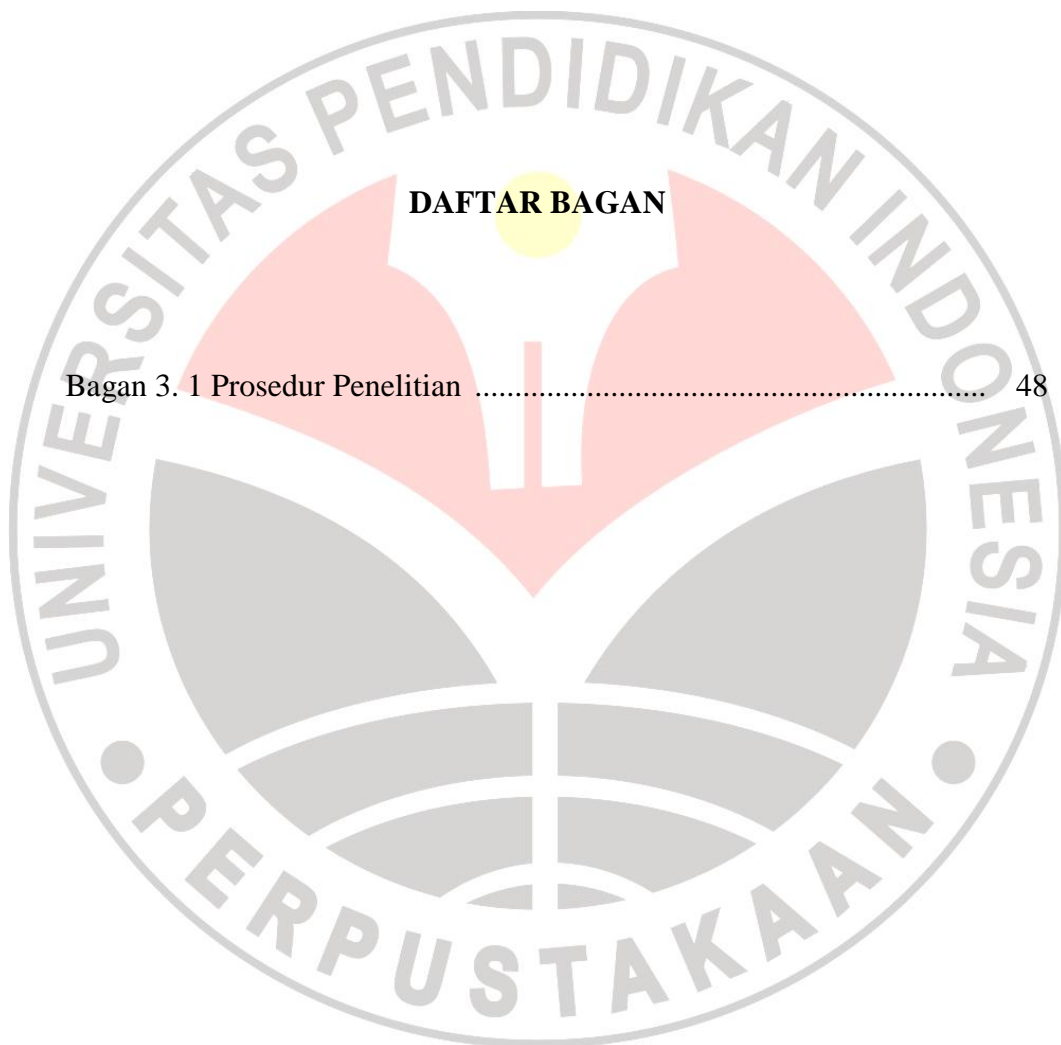 UNIVERSITAS PENDIDIKAN INDONESIA
DAFTAR BAGAN
Bagan 3. 1 Prosedur Penelitian ................................................................ 48
PERPUSTAKAAN